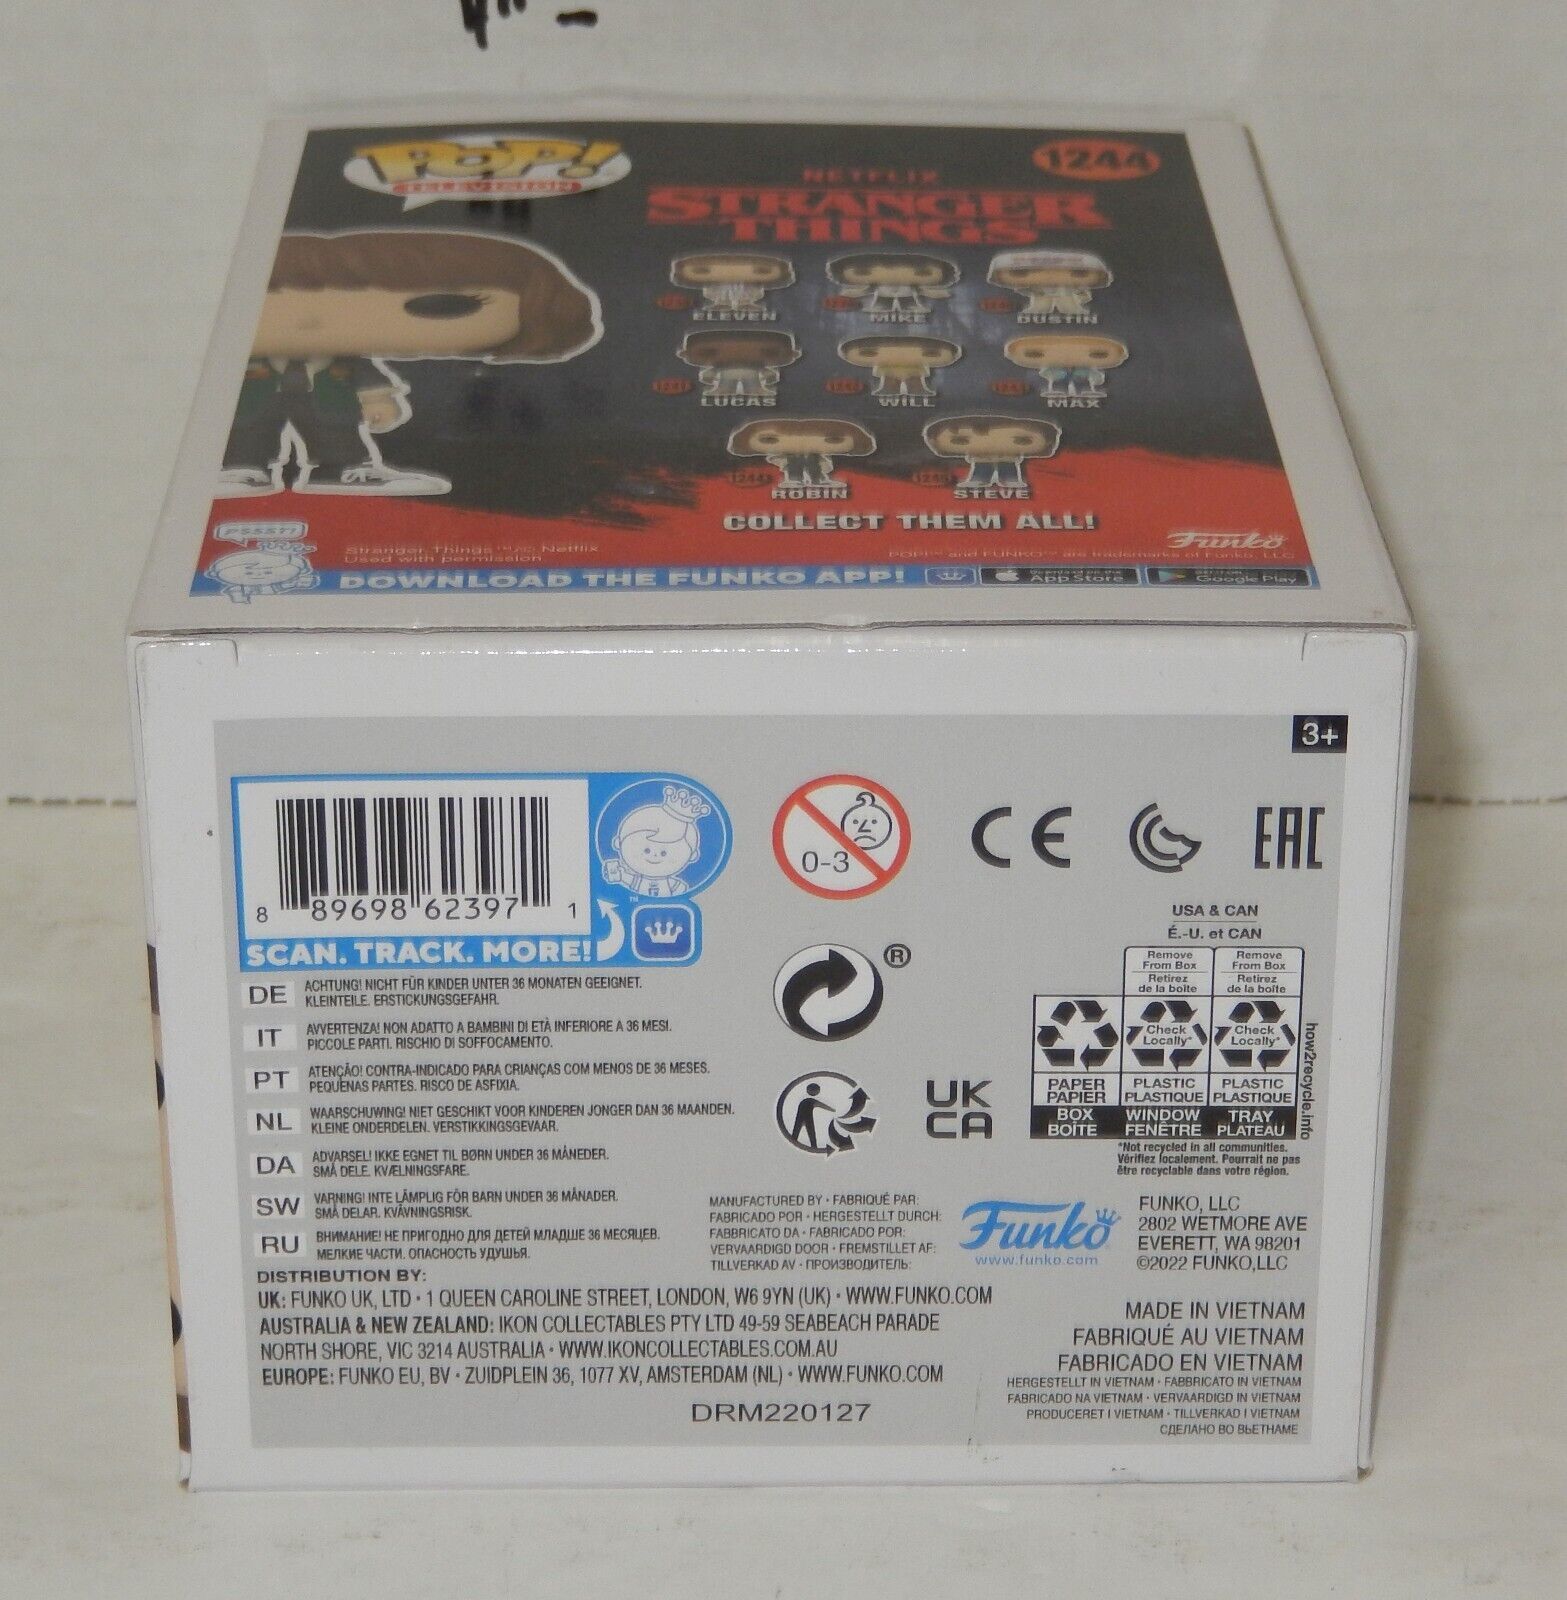 POP!
TELEVISION
NETFLIX
STRANGER
THINGS
1244
ELEVEN
MIKE
DUSTIN
LUCAS
WILL
MAX
1244
ROBIN
STEVE
COLLECT THEM ALL!
Stranger Things Netflix
Used with permission
Funko
POP!™ and FUNKO™ are trademarks of Funko, LLC
DOWNLOAD THE FUNKO APP!
App Store
Google Play
3+
8 89698 62397 1
SCAN. TRACK. MORE!
0-3
CE
EAC
®
UK
CA
USA & CAN
É.-U. et CAN
Remove
From Box
Retirez
de la boîte
Remove
From Box
Retirez
de la boîte
Check
Locally*
Check
Locally*
PAPER
PAPIER
PLASTIC
PLASTIQUE
PLASTIC
PLASTIQUE
BOX
BOÎTE
WINDOW
FENÊTRE
TRAY
PLATEAU
how2recycle.info
*Not recycled in all communities.
Vérifiez localement. Pourrait ne pas
être recyclable dans votre région.
DE ACHTUNG! NICHT FÜR KINDER UNTER 36 MONATEN GEEIGNET.
KLEINTEILE. ERSTICKUNGSGEFAHR.
IT AVVERTENZA! NON ADATTO A BAMBINI DI ETÀ INFERIORE A 36 MESI.
PICCOLE PARTI. RISCHIO DI SOFFOCAMENTO.
PT ATENÇÃO! CONTRA-INDICADO PARA CRIANÇAS COM MENOS DE 36 MESES.
PEQUENAS PARTES. RISCO DE ASFIXIA.
NL WAARSCHUWING! NIET GESCHIKT VOOR KINDEREN JONGER DAN 36 MAANDEN.
KLEINE ONDERDELEN. VERSTIKKINGSGEVAAR.
DA ADVARSEL! IKKE EGNET TIL BØRN UNDER 36 MÅNEDER.
SMÅ DELE. KVÆLNINGSFARE.
SW VARNING! INTE LÄMPLIG FÖR BARN UNDER 36 MÅNADER.
SMÅ DELAR. KVÄVNINGSRISK.
RU ВНИМАНИЕ! НЕ ПРИГОДНО ДЛЯ ДЕТЕЙ МЛАДШЕ 36 МЕСЯЦЕВ.
МЕЛКИЕ ЧАСТИ. ОПАСНОСТЬ УДУШЬЯ.
MANUFACTURED BY • FABRIQUÉ PAR:
FABRICADO POR • HERGESTELLT DURCH:
FABBRICATO DA • FABRICADO POR:
VERVAARDIGD DOOR • FREMSTILLET AF:
TILLVERKAD AV • ПРОИЗВОДИТЕЛЬ:
Funko
www.funko.com
FUNKO, LLC
2802 WETMORE AVE
EVERETT, WA 98201
©2022 FUNKO,LLC
DISTRIBUTION BY:
UK: FUNKO UK, LTD • 1 QUEEN CAROLINE STREET, LONDON, W6 9YN (UK) • WWW.FUNKO.COM
AUSTRALIA & NEW ZEALAND: IKON COLLECTABLES PTY LTD 49-59 SEABEACH PARADE
NORTH SHORE, VIC 3214 AUSTRALIA • WWW.IKONCOLLECTABLES.COM.AU
EUROPE: FUNKO EU, BV • ZUIDPLEIN 36, 1077 XV, AMSTERDAM (NL) • WWW.FUNKO.COM
DRM220127
MADE IN VIETNAM
FABRIQUÉ AU VIETNAM
FABRICADO EN VIETNAM
HERGESTELLT IN VIETNAM • FABBRICATO IN VIETNAM
FABRICADO NA VIETNAM • VERVAARDIGD IN VIETNAM
PRODUCERET I VIETNAM • TILLVERKAD I VIETNAM
СДЕЛАНО ВО ВЬЕТНАМЕ